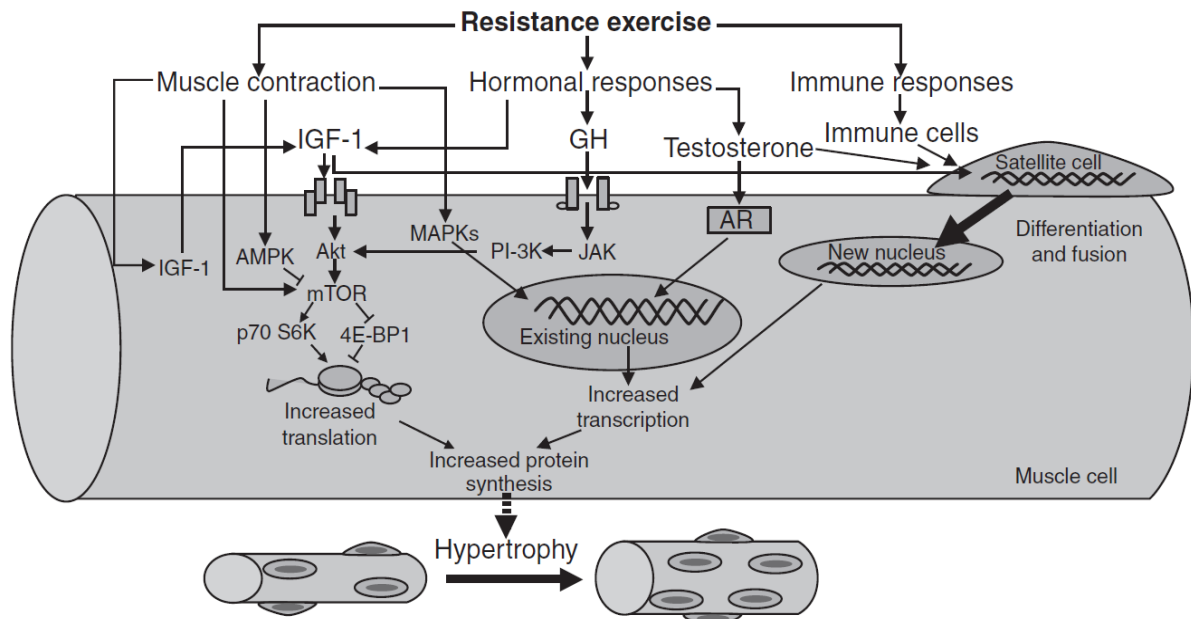 Resistance exercise
Muscle contraction
Hormonal responses
Immune responses
IGF-1
GH
Testosterone
Immune cells
Satellite cell
AR
MAPKs
Differentiation
and fusion
IGF-1
AMPK
Akt
PI-3K
JAK
New nucleus
mTOR
p70 S6K
4E-BP1
Existing nucleus
Increased
translation
Increased
transcription
Increased protein
synthesis
Muscle cell
Hypertrophy